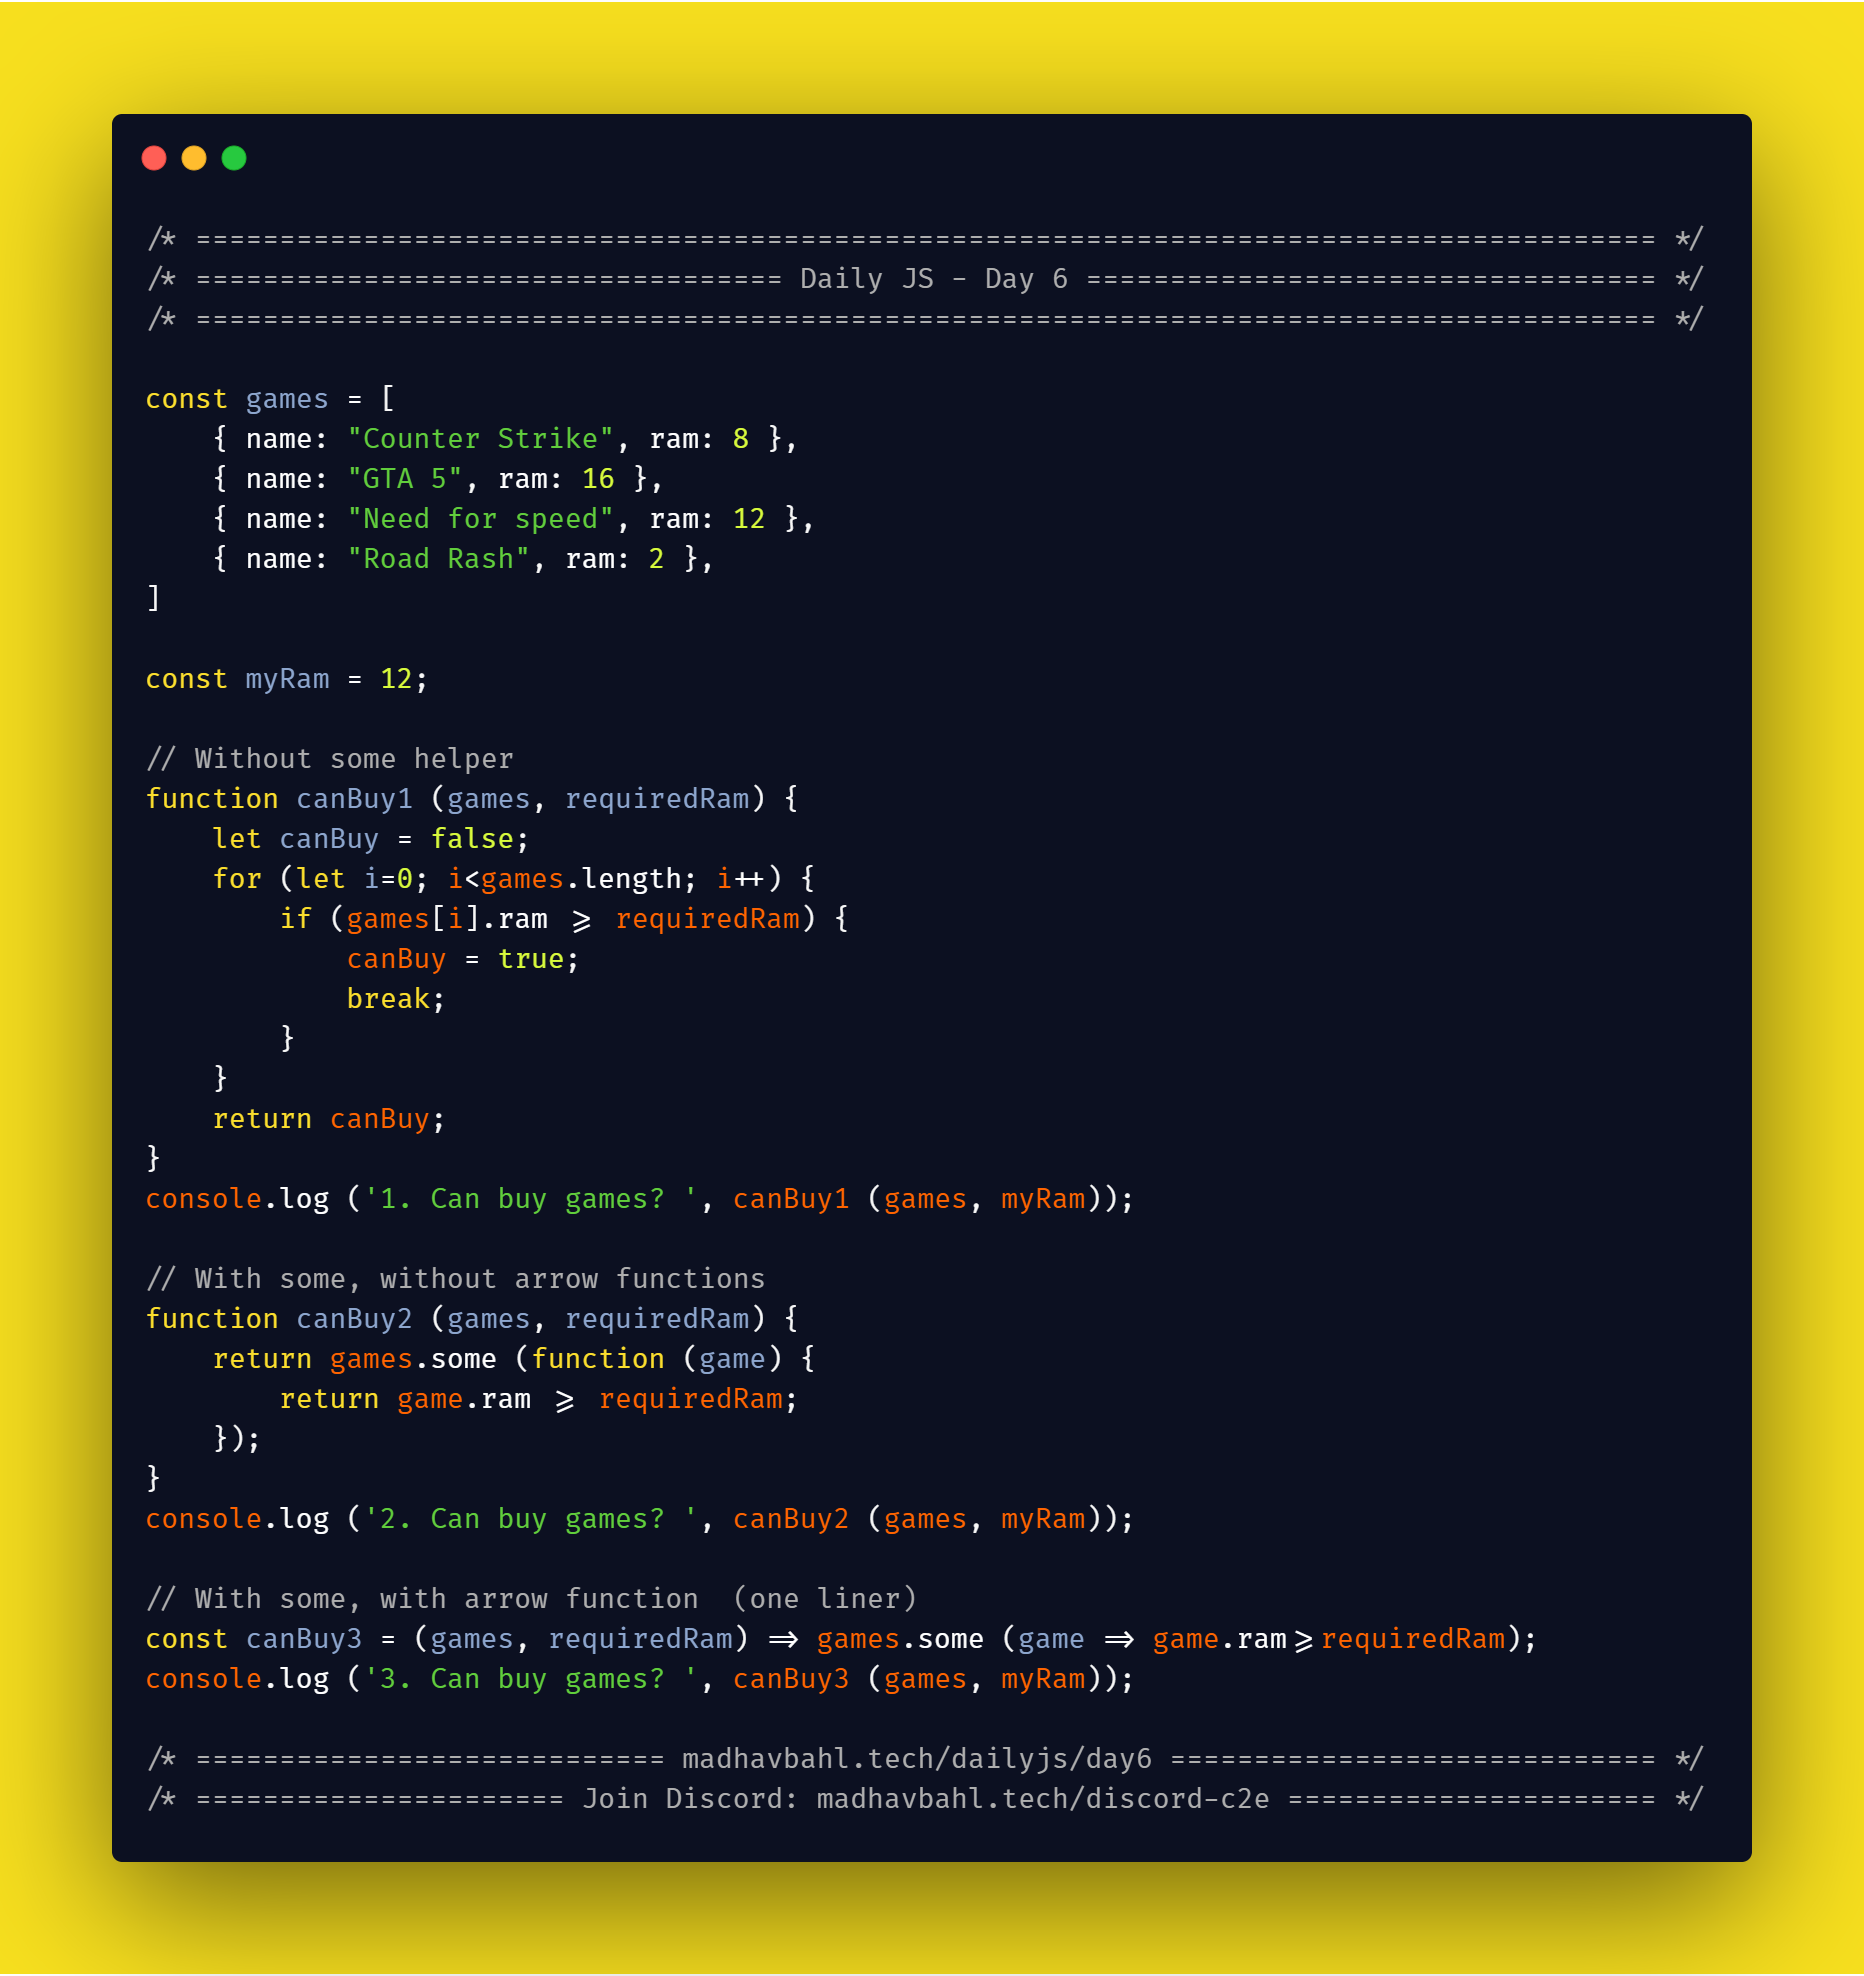 /* ======================================================================================= */
/* =================================== Daily JS - Day 6 ================================== */
/* ======================================================================================= */

const games = [
    { name: "Counter Strike", ram: 8 },
    { name: "GTA 5", ram: 16 },
    { name: "Need for speed", ram: 12 },
    { name: "Road Rash", ram: 2 },
]

const myRam = 12;

// Without some helper
function canBuy1 (games, requiredRam) {
    let canBuy = false;
    for (let i=0; i<games.length; i++) {
        if (games[i].ram >= requiredRam) {
            canBuy = true;
            break;
        }
    }
    return canBuy;
}
console.log ('1. Can buy games? ', canBuy1 (games, myRam));

// With some, without arrow functions
function canBuy2 (games, requiredRam) {
    return games.some (function (game) {
        return game.ram >= requiredRam;
    });
}
console.log ('2. Can buy games? ', canBuy2 (games, myRam));

// With some, with arrow function  (one liner)
const canBuy3 = (games, requiredRam) => games.some (game => game.ram>=requiredRam);
console.log ('3. Can buy games? ', canBuy3 (games, myRam));

/* ============================ madhavbahl.tech/dailyjs/day6 ============================= */
/* ====================== Join Discord: madhavbahl.tech/discord-c2e ====================== */